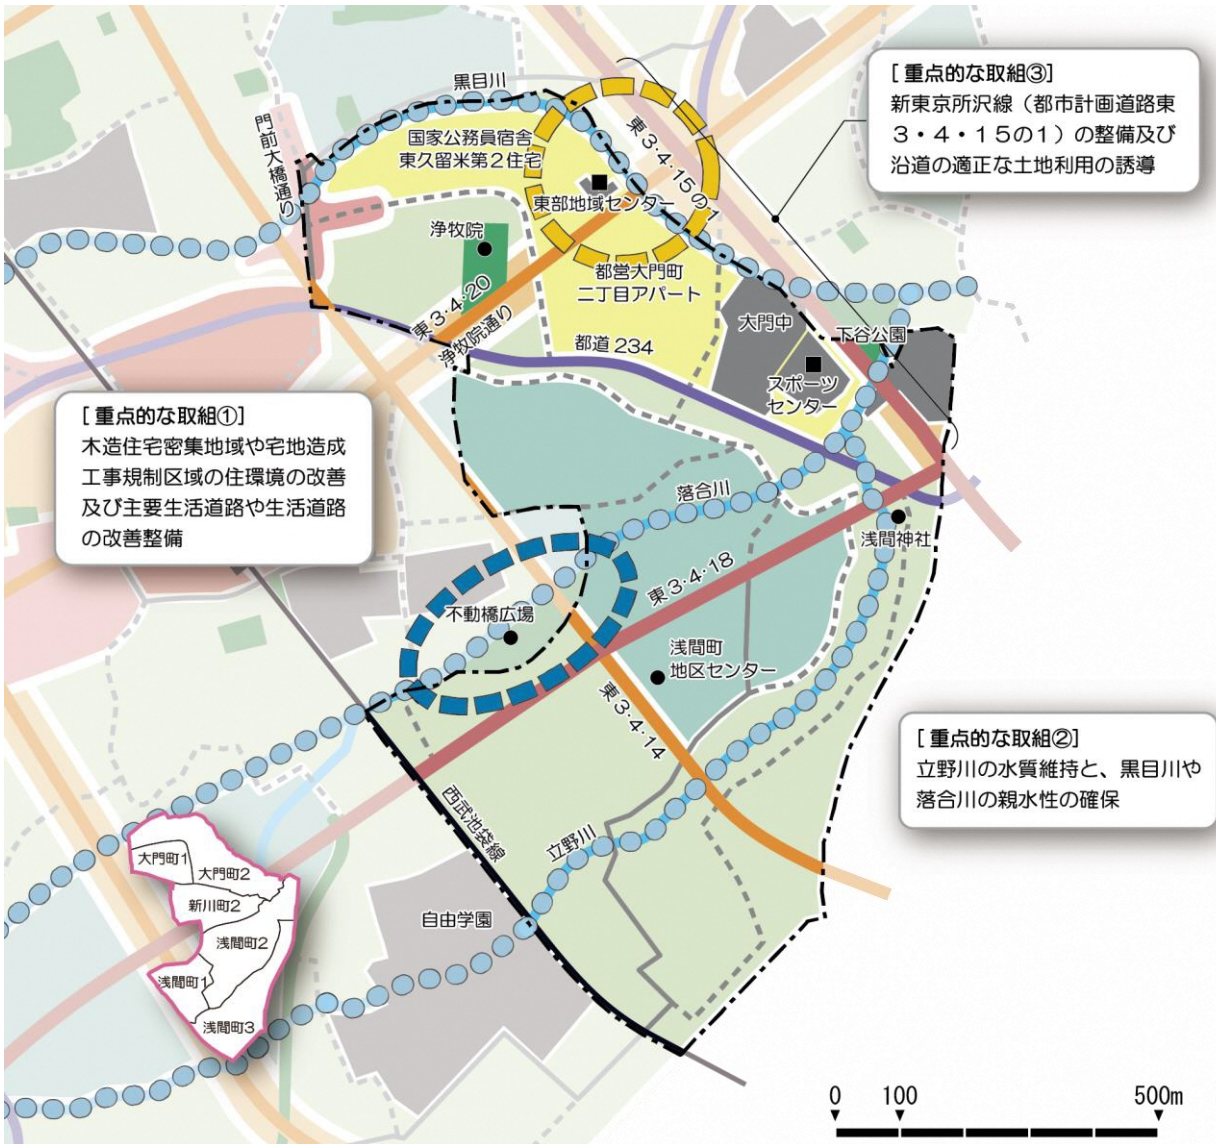 [重点的な取組③]
新東京所沢線（都市計画道路東
３・４・１５の１）の整備及び
沿道の適正な土地利用の誘導
黒目川
門前大橋通り
国家公務員宿舎
東久留米第２住宅
東３・４・１５の１
東部地域センター
浄牧院
都営大門町
二丁目アパート
東３・４・２０
浄牧院通り
都道２３４
大門中
下谷公園
スポーツ
センター
[重点的な取組①]
木造住宅密集地域や宅地造成
工事規制区域の住環境の改善
及び主要生活道路や生活道路
の改善整備
落合川
浅間神社
東３・４・１８
不動橋広場
浅間町
地区センター
東３・４・１４
[重点的な取組②]
立野川の水質維持と、黒目川や
落合川の親水性の確保
西武池袋線
立野川
自由学園
大門町１
大門町２
新川町２
浅間町２
浅間町１
浅間町３
0 100 500m